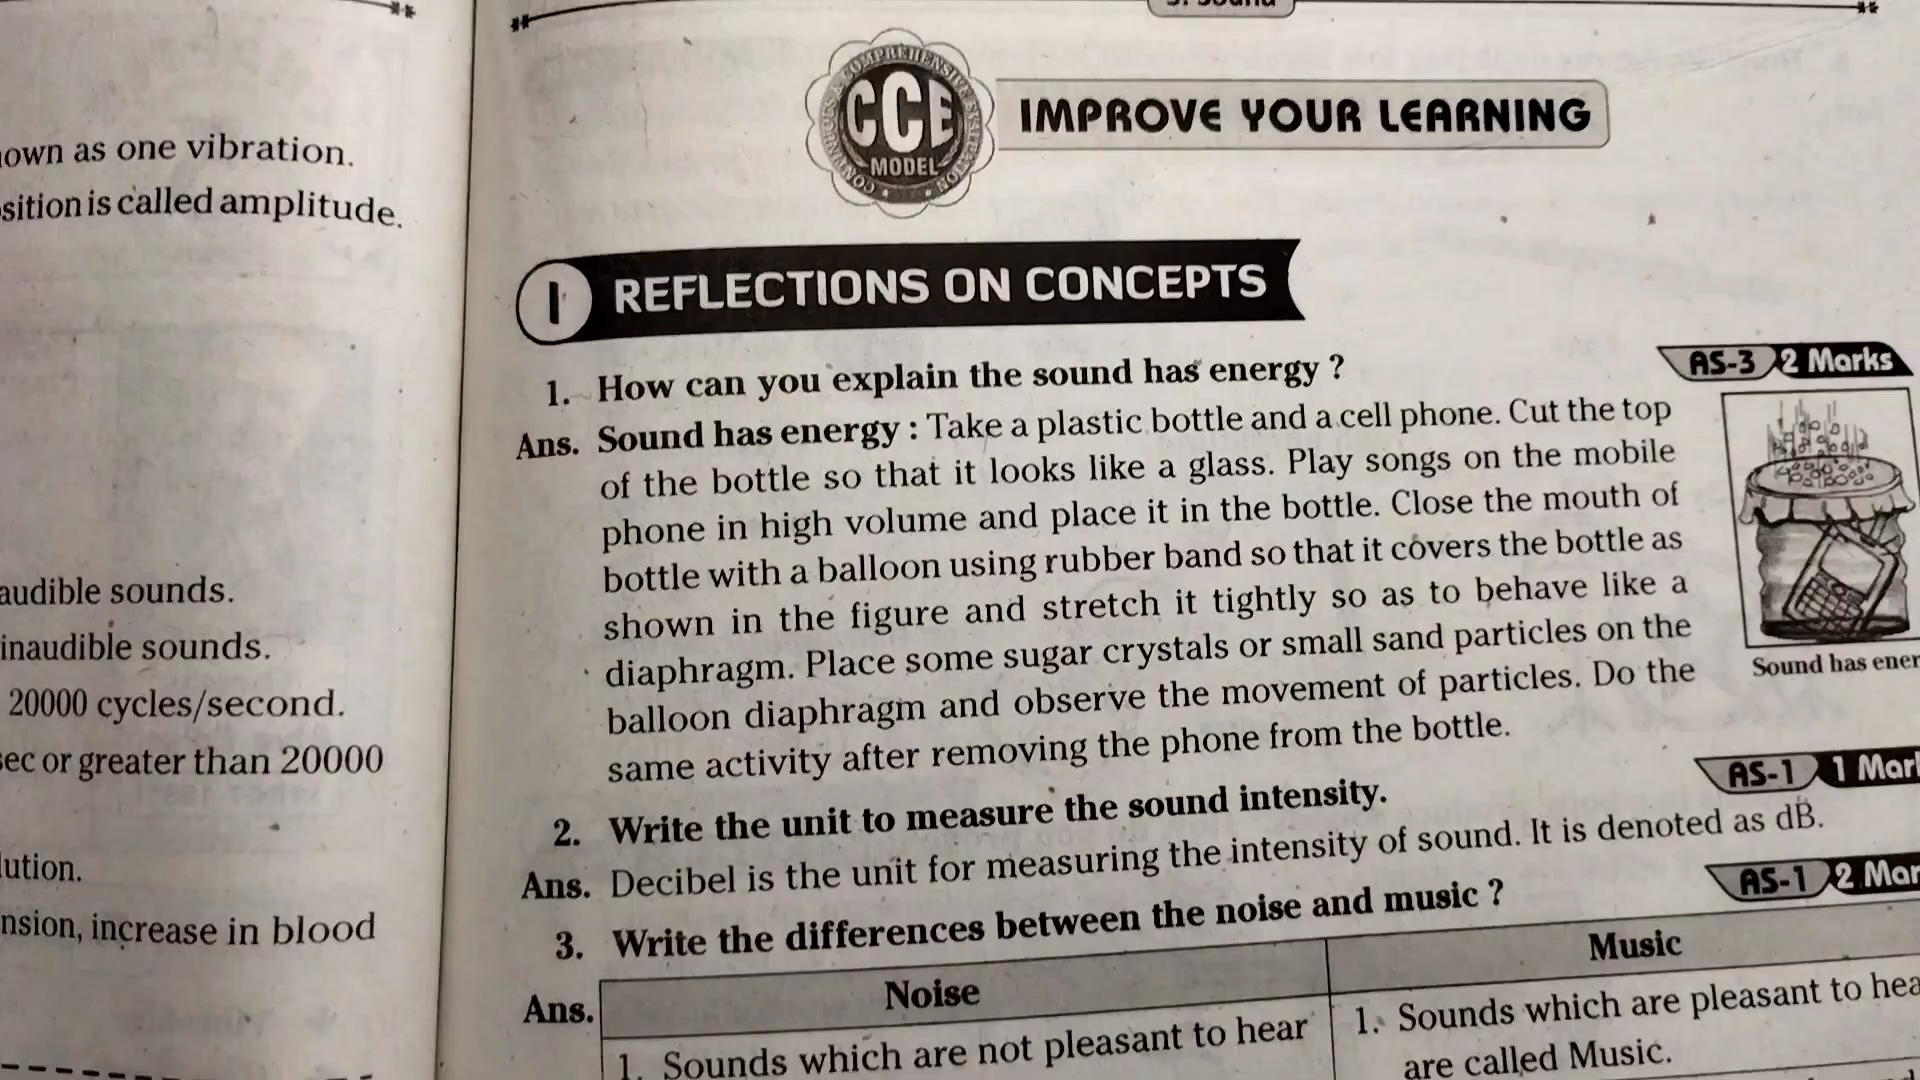 own as one vibration.
sition is called amplitude.
audible sounds.
inaudible sounds.
20000 cycles/second.
sec or greater than 20000
lution.
nsion, increase in blood
CONTINUOUS & COMPREHENSIVE EVALUATION
CCE
MODEL
IMPROVE YOUR LEARNING
I REFLECTIONS ON CONCEPTS
1. How can you explain the sound has energy ?
AS-3 2 Marks
Ans. Sound has energy : Take a plastic bottle and a cell phone. Cut the top
of the bottle so that it looks like a glass. Play songs on the mobile
phone in high volume and place it in the bottle. Close the mouth of
bottle with a balloon using rubber band so that it covers the bottle as
shown in the figure and stretch it tightly so as to behave like a
diaphragm. Place some sugar crystals or small sand particles on the
balloon diaphragm and observe the movement of particles. Do the
same activity after removing the phone from the bottle.
Sound has ener
2. Write the unit to measure the sound intensity.
AS-1 1 Mark
Ans. Decibel is the unit for measuring the intensity of sound. It is denoted as dB.
3. Write the differences between the noise and music ?
AS-1 2 Mar
Ans.
Noise
Music
1. Sounds which are not pleasant to hear
1. Sounds which are pleasant to hea
are called Music.